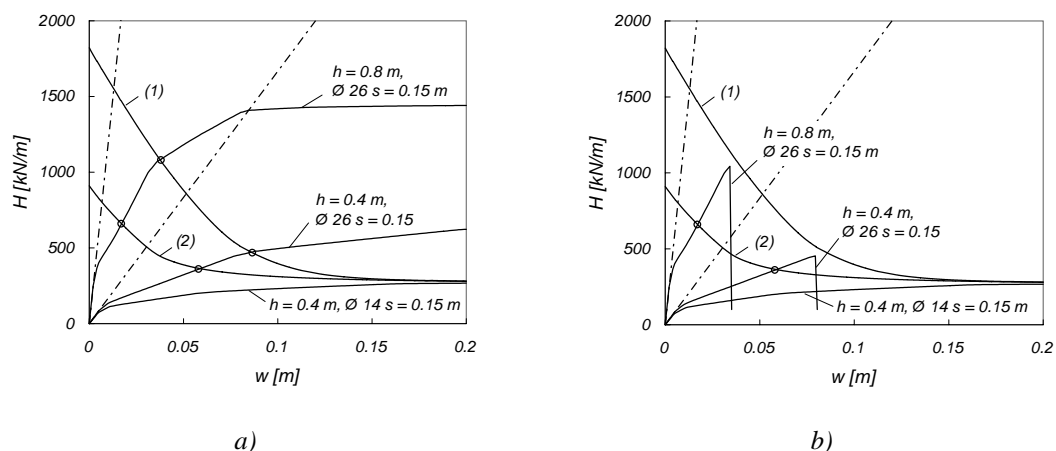 2000
1500
1000
500
0
H [kN/m]
0
0.05
0.1
0.15
0.2
w [m]
(1)
(2)
h = 0.8 m,
Ø 26 s = 0.15 m
h = 0.4 m,
Ø 26 s = 0.15
h = 0.4 m, Ø 14 s = 0.15 m
a)
2000
1500
1000
500
0
H [kN/m]
0
0.05
0.1
0.15
0.2
w [m]
(1)
(2)
h = 0.8 m,
Ø 26 s = 0.15 m
h = 0.4 m,
Ø 26 s = 0.15
h = 0.4 m, Ø 14 s = 0.15 m
b)